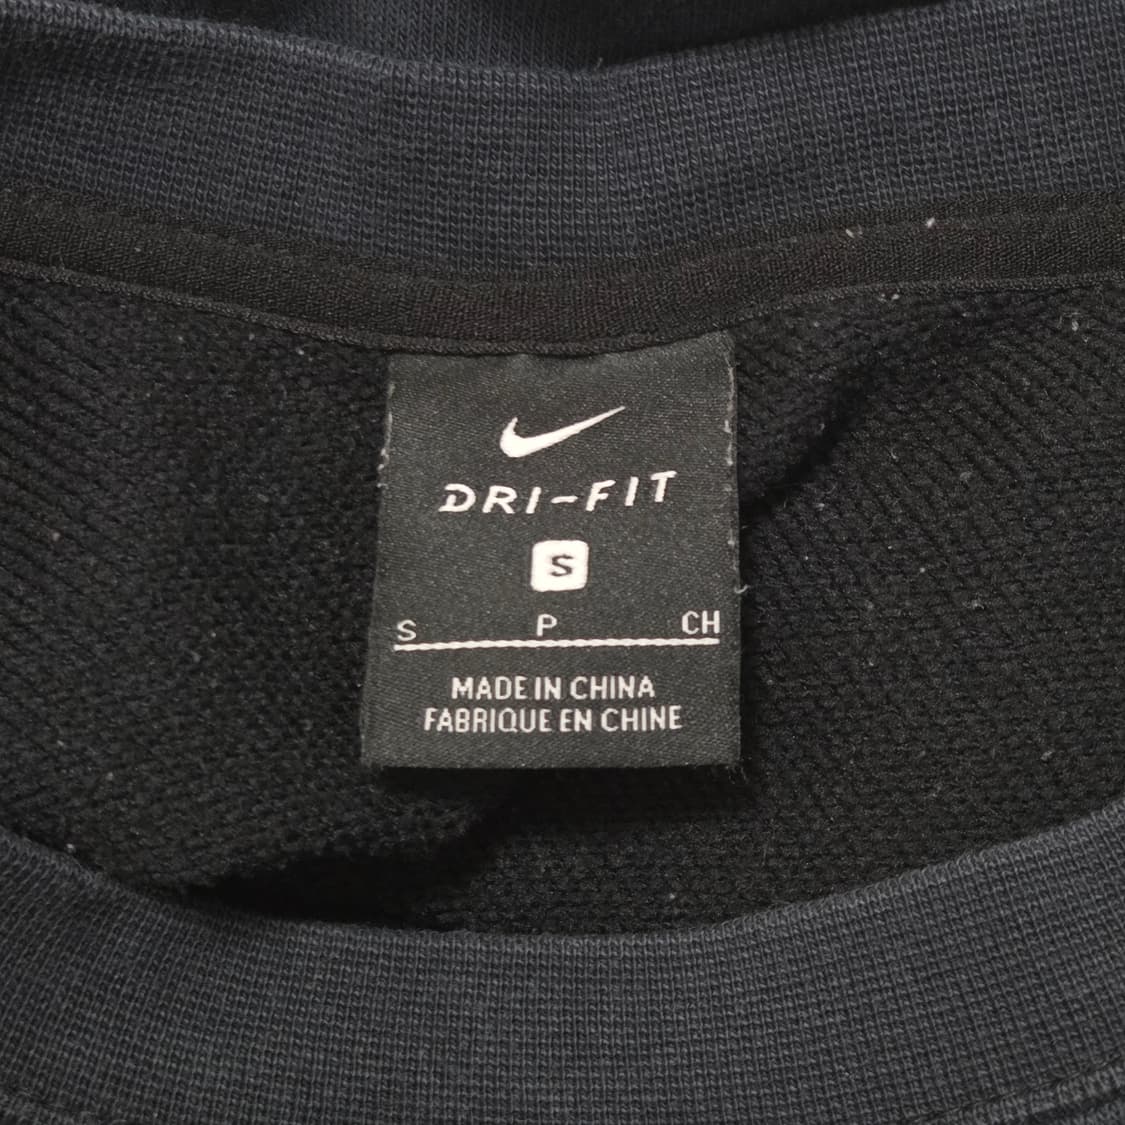 DRI-FIT
S
S P CH
MADE IN CHINA
FABRIQUE EN CHINE